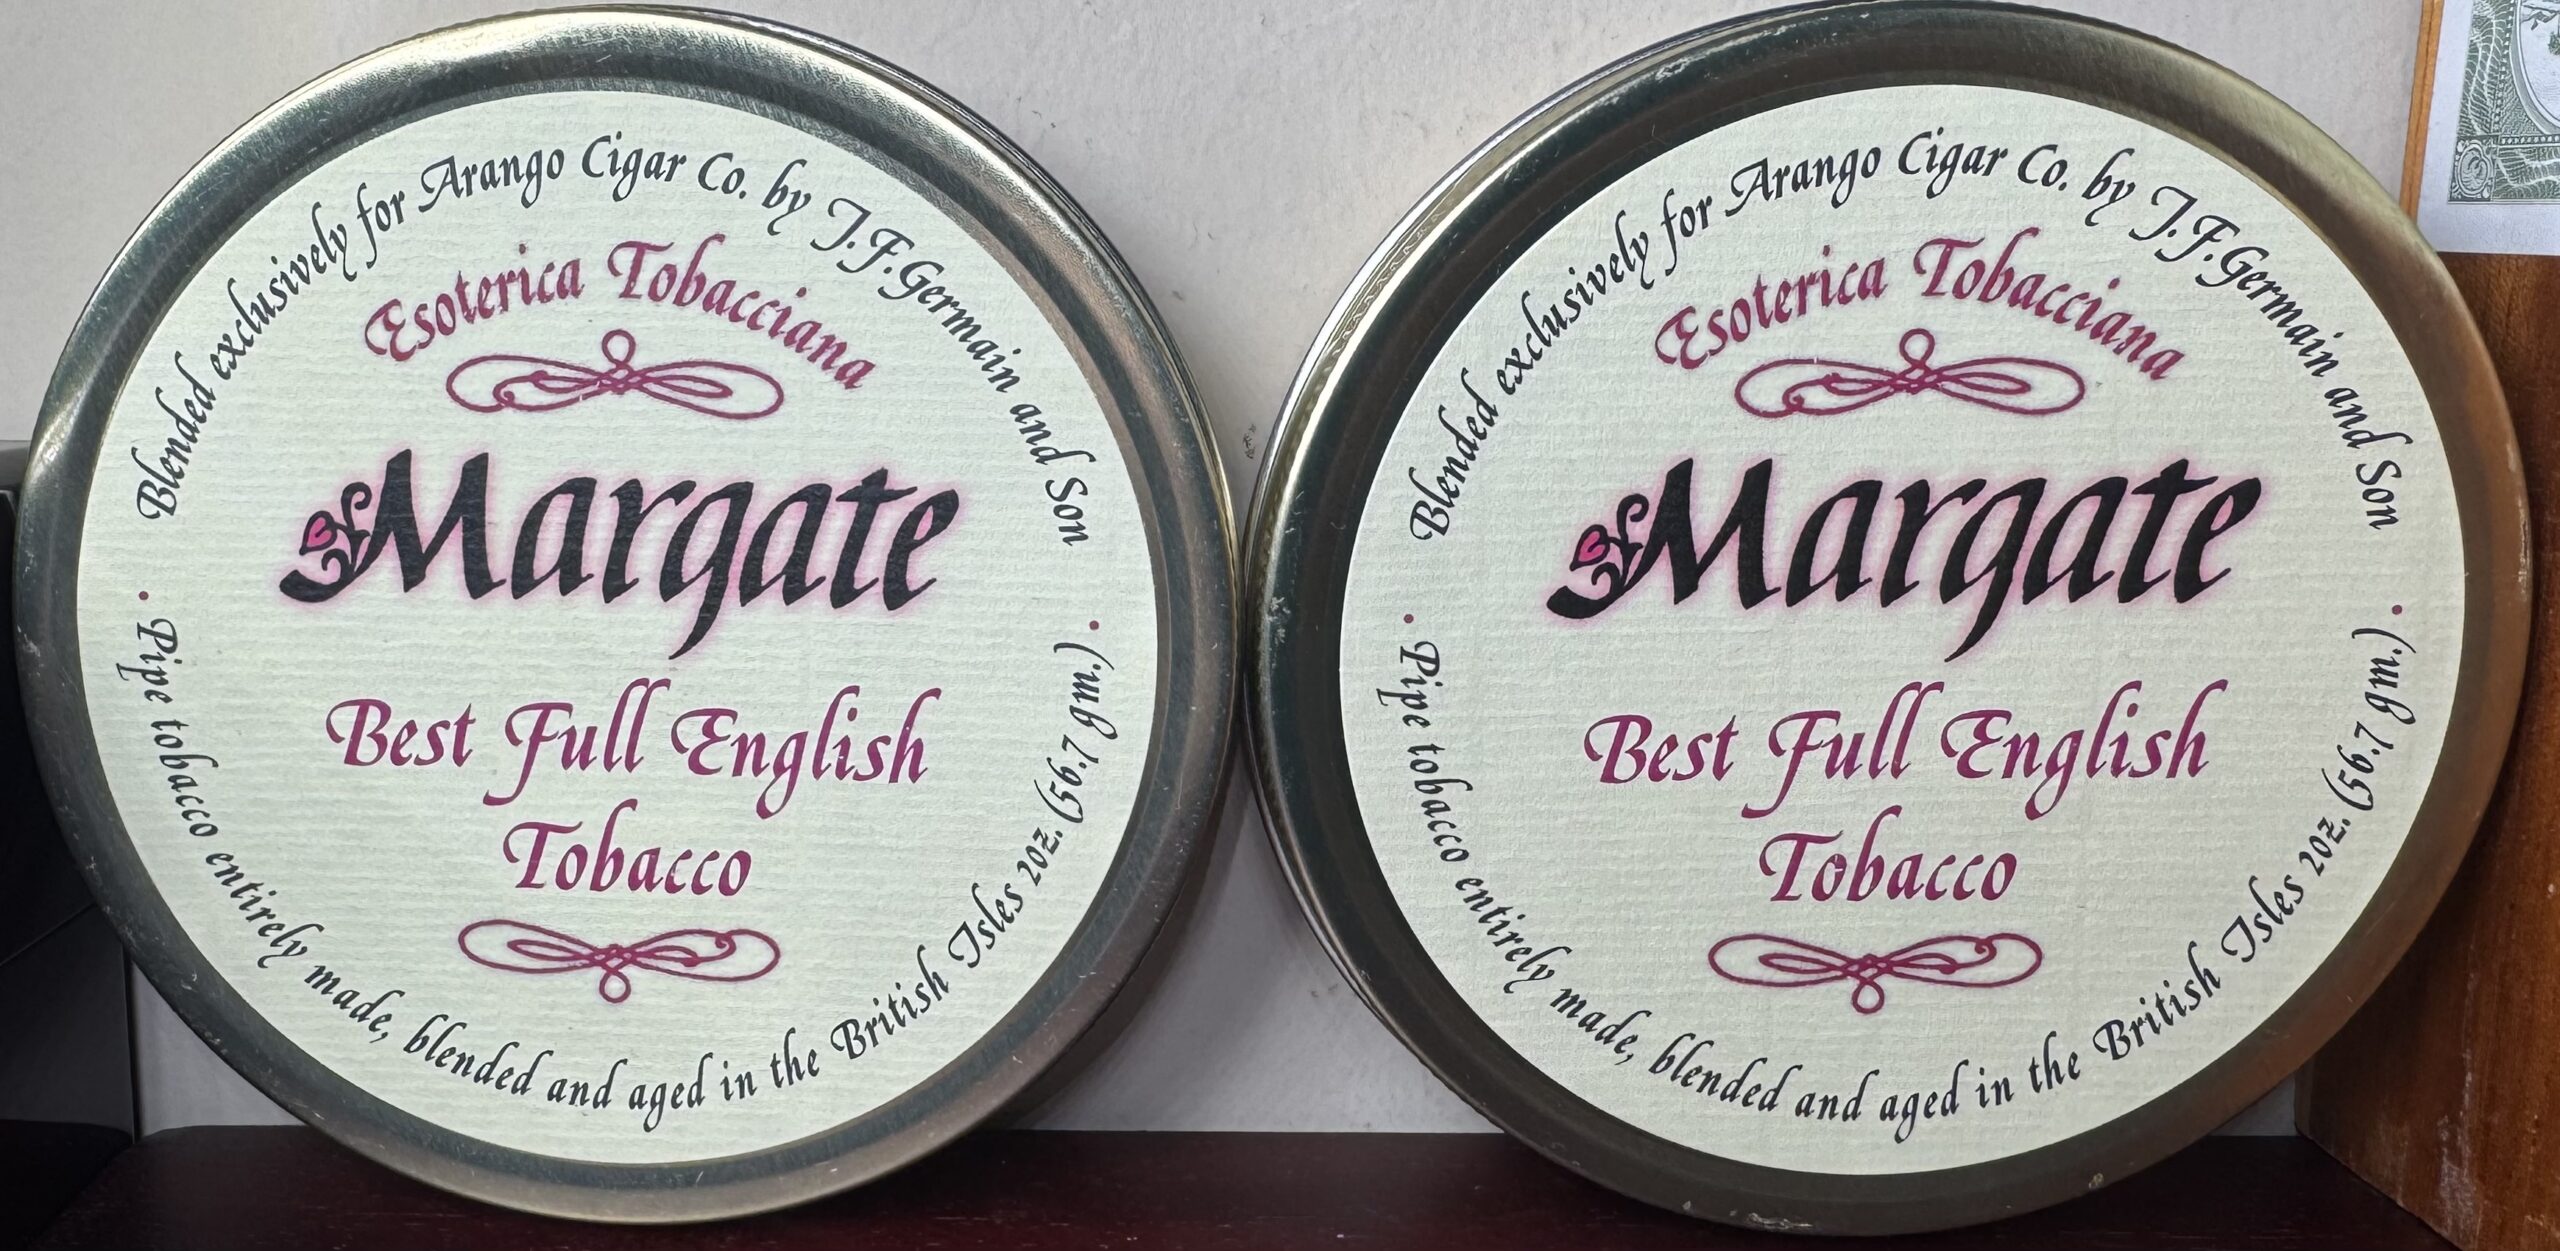 Blended exclusively for Arango Cigar Co. by J.F.Germain and Son
Esoterica Tobacciana
Margate
Best Full English
Tobacco
• Pipe tobacco entirely made, blended and aged in the British Isles 2oz. (56.7 gm.) •
Blended exclusively for Arango Cigar Co. by J.F.Germain and Son
Esoterica Tobacciana
Margate
Best Full English
Tobacco
• Pipe tobacco entirely made, blended and aged in the British Isles 2oz. (56.7 gm.) •